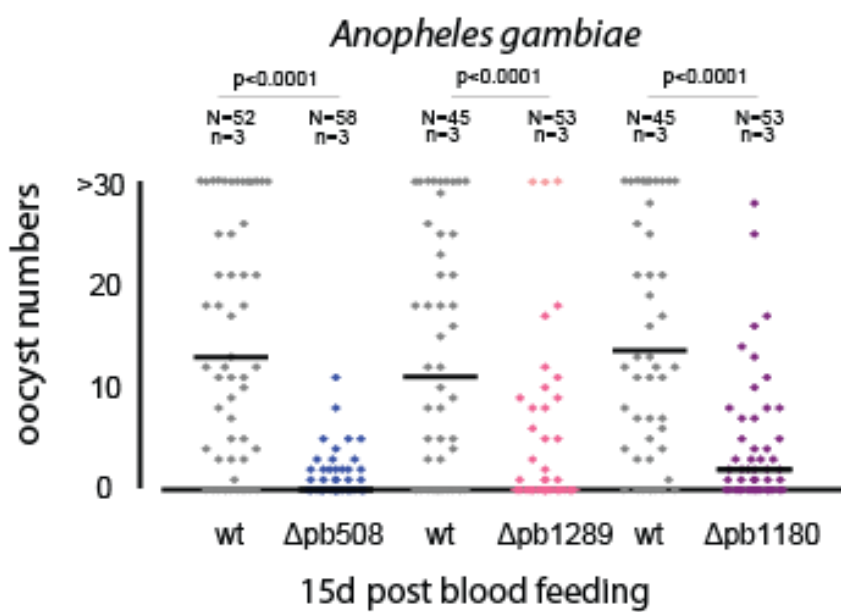 Anopheles gambiae
p<0.0001 p<0.0001 p<0.0001
N=52 N=58 N=45 N=53 N=45 N=53
n=3 n=3 n=3 n=3 n=3 n=3
>30
20
10
0
oocyst numbers
wt Δpb508 wt Δpb1289 wt Δpb1180
15d post blood feeding